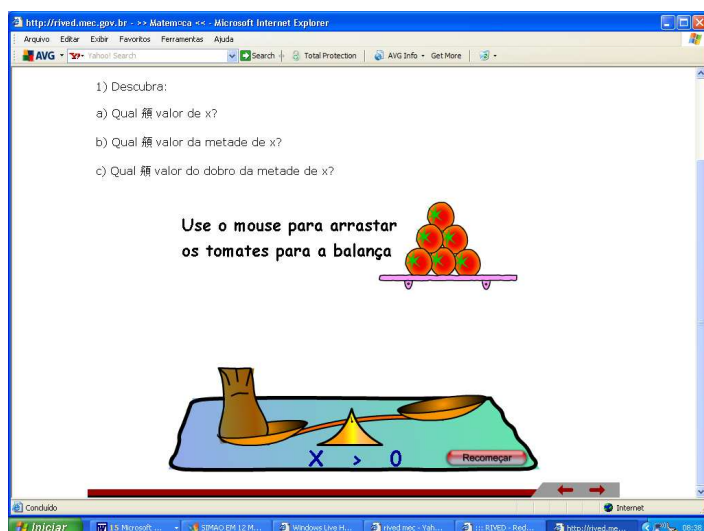 http://rived.mec.gov.br - >> Matem¤ca << - Microsoft Internet Explorer
Arquivo Editar Exibir Favoritos Ferramentas Ajuda
AVG Yahoo! Search Search Total Protection AVG Info Get More
1) Descubra:
a) Qual 頯 valor de x?
b) Qual 頯 valor da metade de x?
c) Qual 頯 valor do dobro da metade de x?
Use o mouse para arrastar
os tomates para a balança
X > 0
Recomeçar
Concluído Internet
Iniciar 15 Microsoft ... SIMAO EM 12 M... Windows Live H... rived mec - Yah... ::: RIVED - Red... http://rived.me... 08:38